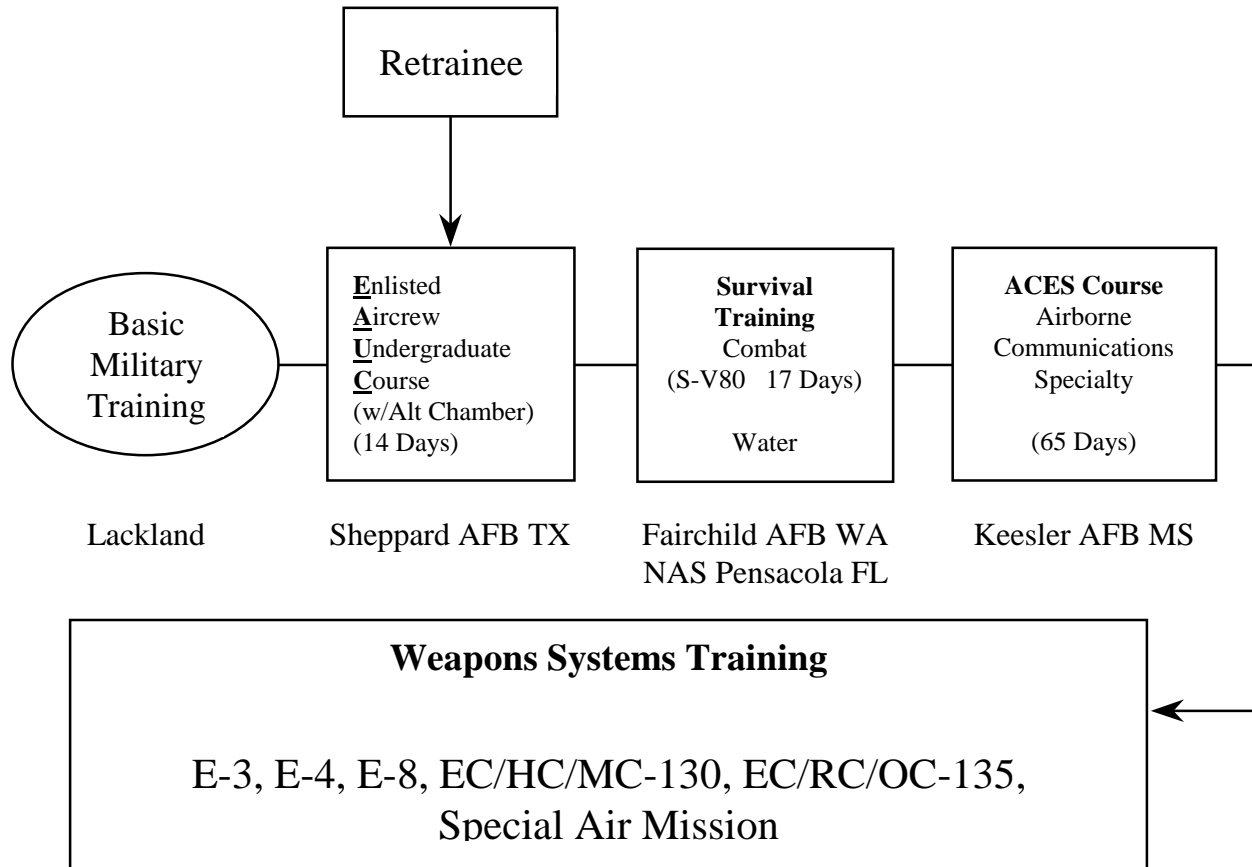 Retrainee
Basic
Military
Training
Enlisted
Aircrew
Undergraduate
Course
(w/Alt Chamber)
(14 Days)
Survival
Training
Combat
(S-V80 17 Days)
Water
ACES Course
Airborne
Communications
Specialty
(65 Days)
Lackland
Sheppard AFB TX
Fairchild AFB WA
NAS Pensacola FL
Keesler AFB MS
Weapons Systems Training
E-3, E-4, E-8, EC/HC/MC-130, EC/RC/OC-135,
Special Air Mission